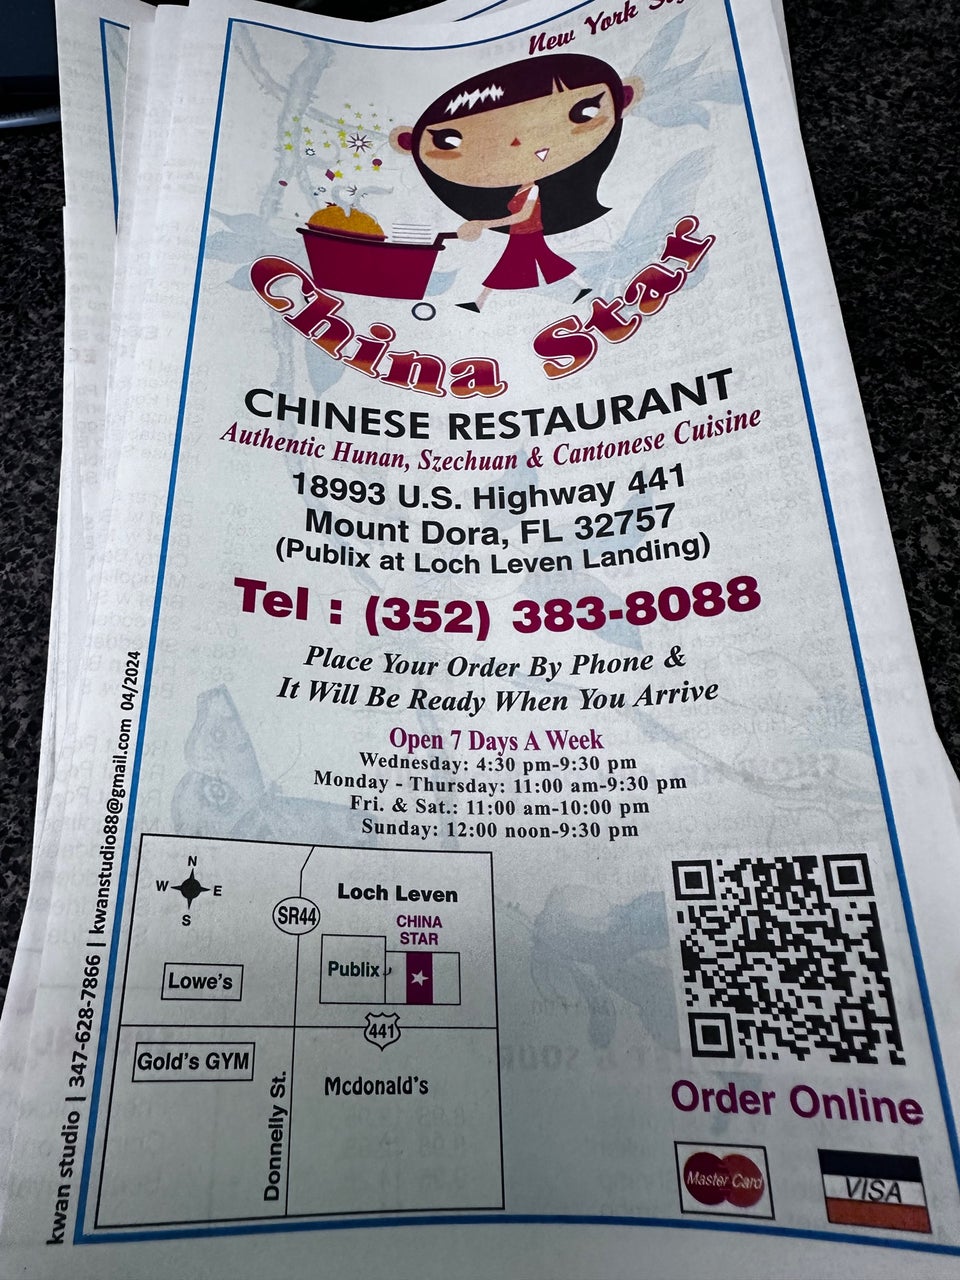 New York
China Star
CHINESE RESTAURANT
Authentic Hunan, Szechuan & Cantonese Cuisine
18993 U.S. Highway 441
Mount Dora, FL 32757
(Publix at Loch Leven Landing)
Tel : (352) 383-8088
Place Your Order By Phone &
It Will Be Ready When You Arrive
Open 7 Days A Week
Wednesday: 4:30 pm-9:30 pm
Monday - Thursday: 11:00 am-9:30 pm
Fri. & Sat.: 11:00 am-10:00 pm
Sunday: 12:00 noon-9:30 pm
N
W E
S
SR44
Loch Leven
CHINA
STAR
Lowe's
Publix
441
Gold's GYM
Mcdonald's
Donnelly St.
Order Online
MasterCard
VISA
kwan studio | 347-628-7866 | kwanstudio88@gmail.com 04/2024